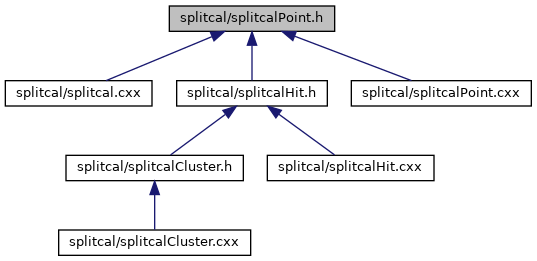 splitcal/splitcalPoint.h
splitcal/splitcal.cxx
splitcal/splitcalHit.h
splitcal/splitcalPoint.cxx
splitcal/splitcalCluster.h
splitcal/splitcalHit.cxx
splitcal/splitcalCluster.cxx